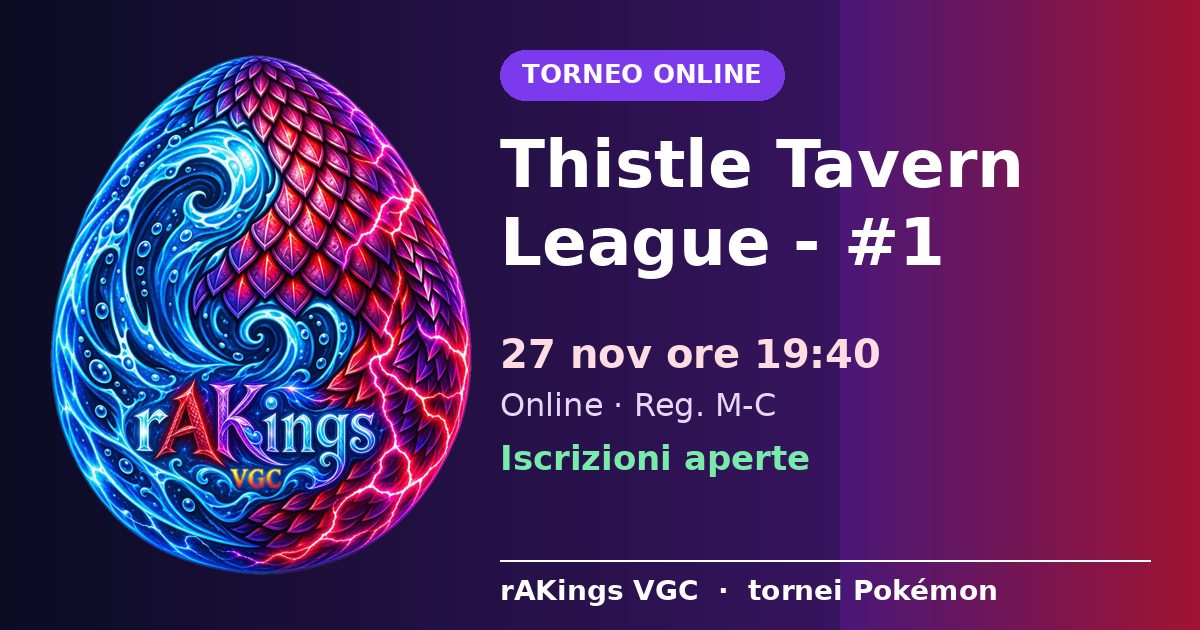 TORNEO ONLINE
Thistle Tavern
League - #1
27 nov ore 19:40
Online · Reg. M-C
Iscrizioni aperte
rAKings
VGC
rAKings VGC · tornei Pokémon